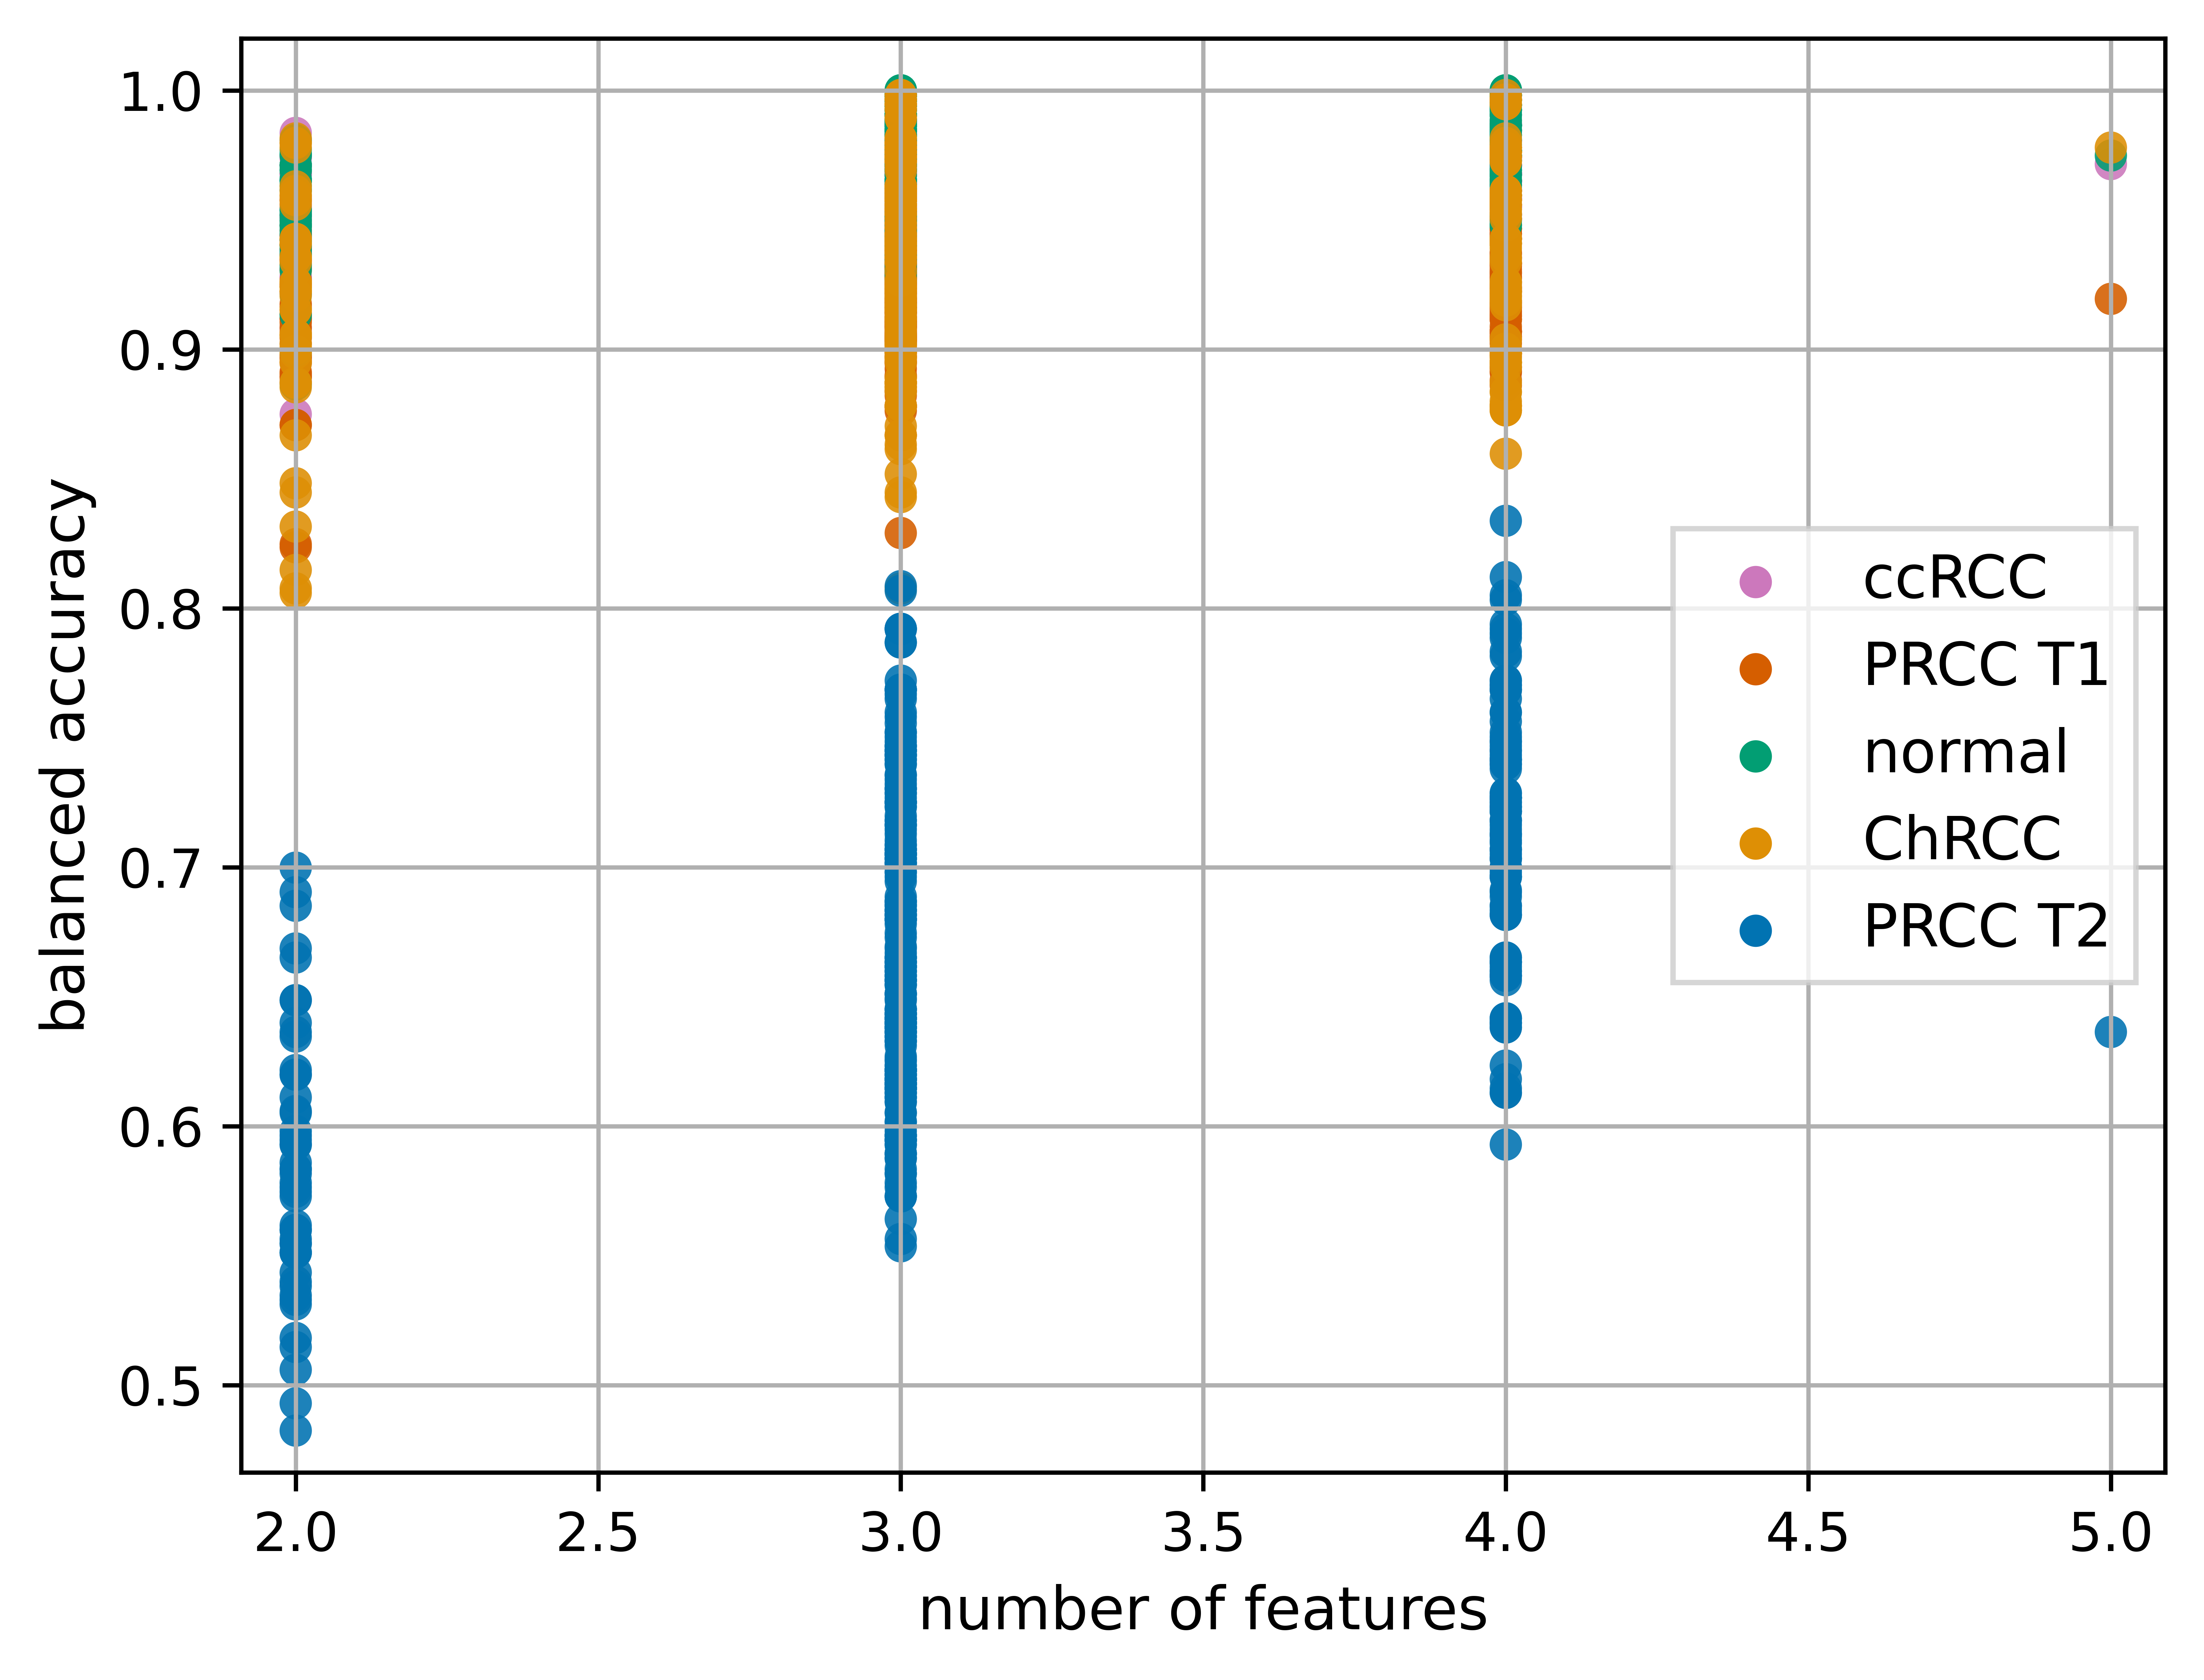 1.0
0.9
0.8
0.7
0.6
0.5
balanced accuracy
ccRCC
PRCC T1
normal
ChRCC
PRCC T2
2.0 2.5 3.0 3.5 4.0 4.5 5.0
number of features